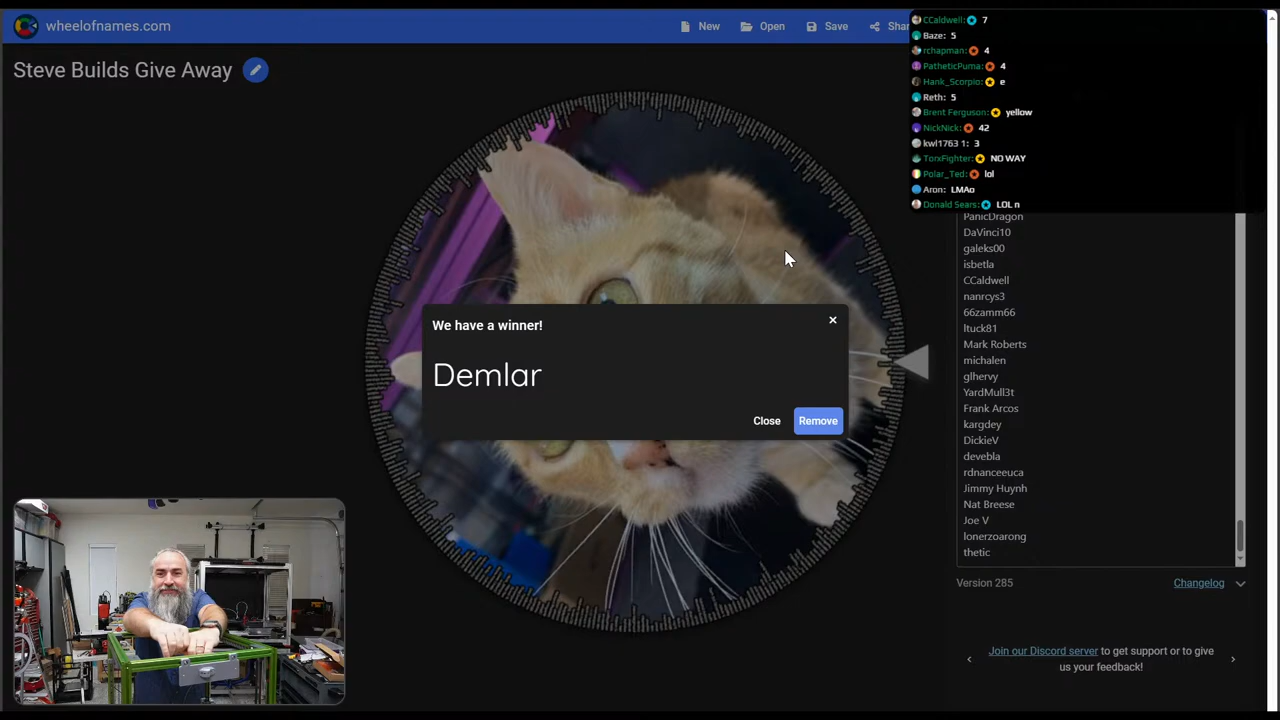 wheelofnames.com
New
Open
Save
Shar
Steve Builds Give Away
CCaldwell: 7
Baze: 5
rchapman: 4
PatheticPuma: 4
Hank_Scorpio: e
Reth: 5
Brent Ferguson: yellow
NickNick: 42
kwl1763 1: 3
TorxFighter: NO WAY
Polar_Ted: lol
Aron: LMAo
Donald Sears: LOL n
PanicDragon
DaVinci10
galeks00
isbetla
CCaldwell
nanrcys3
66zamm66
ltuck81
Mark Roberts
michalen
glhervy
YardMull3t
Frank Arcos
kargdey
DickieV
devebla
rdnanceeuca
Jimmy Huynh
Nat Breese
Joe V
lonerzoarong
thetic
We have a winner!
×
Demlar
Close
Remove
Version 285
Changelog
Join our Discord server to get support or to give
us your feedback!